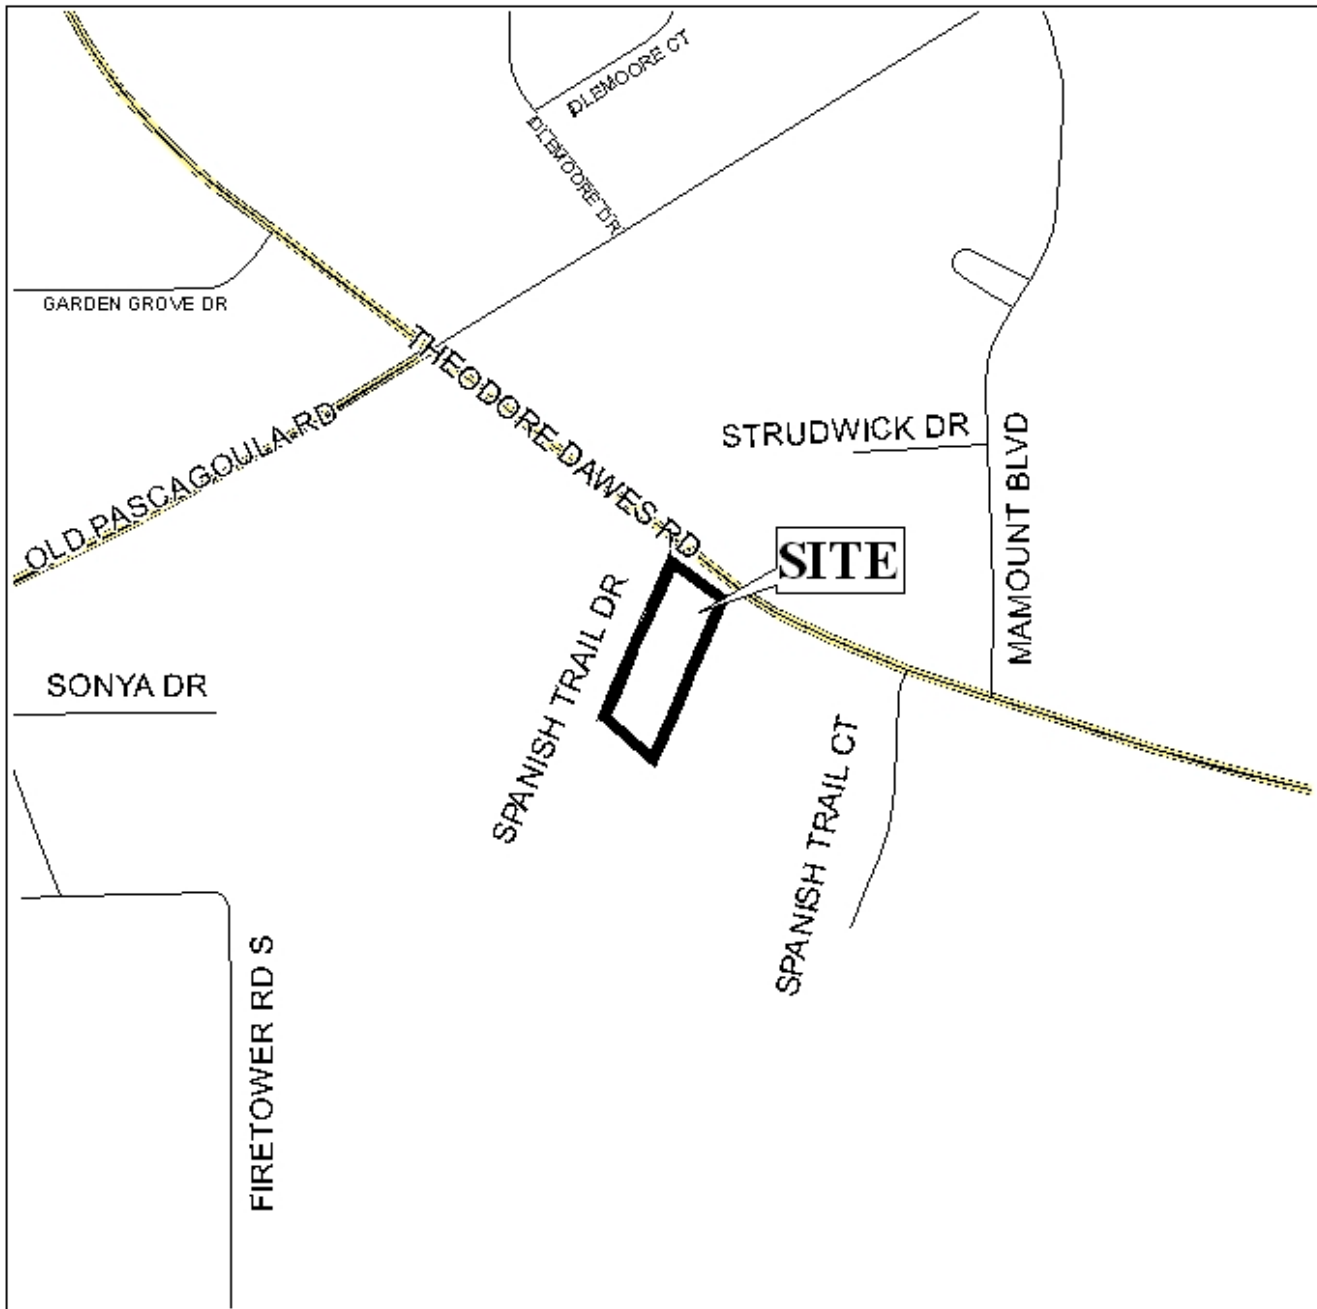 DLEMOORE CT
DLEMOORE DR
GARDEN GROVE DR
THEODORE DAWES RD
OLD PASCAGOULA RD
STRUDWICK DR
MAMOUNT BLVD
SITE
SPANISH TRAIL DR
SONYA DR
SPANISH TRAIL CT
FIRETOWER RD S